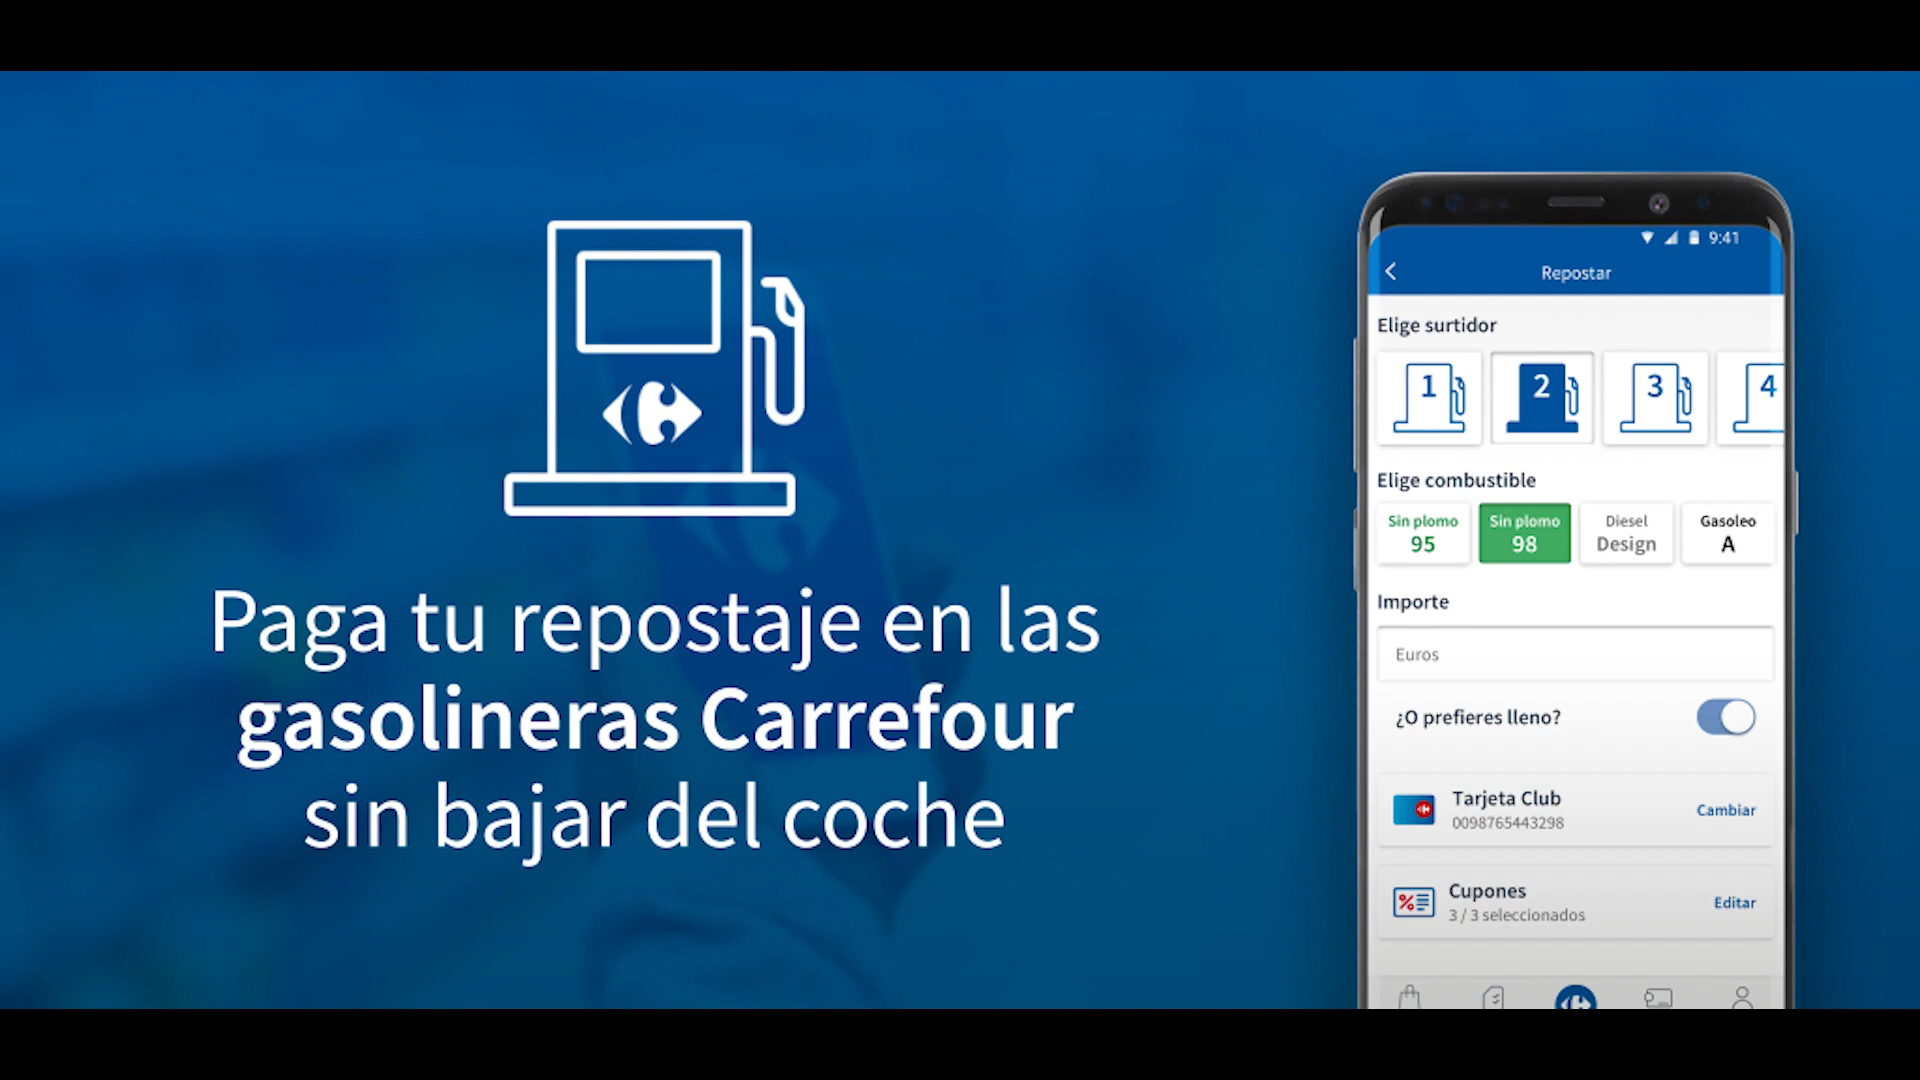 Paga tu repostaje en las
gasolineras Carrefour
sin bajar del coche
9:41
Repostar
Elige surtidor
1 2 3 4
Elige combustible
Sin plomo 95
Sin plomo 98
Diesel Design
Gasoleo A
Importe
Euros
¿O prefieres lleno?
Tarjeta Club
0098765443298
Cambiar
Cupones
3 / 3 seleccionados
Editar